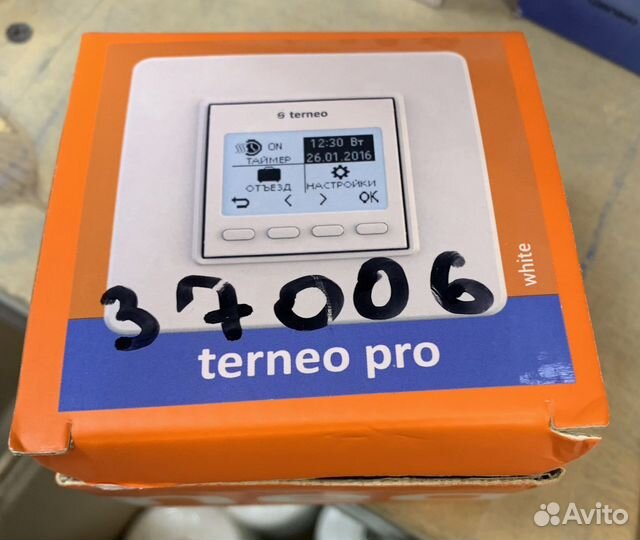 terneo
ON
12:30 Вт
ТАЙМЕР
26.01.2016
ОТЪЕЗД
НАСТРОЙКИ
OK
white
37006
terneo pro
Avito